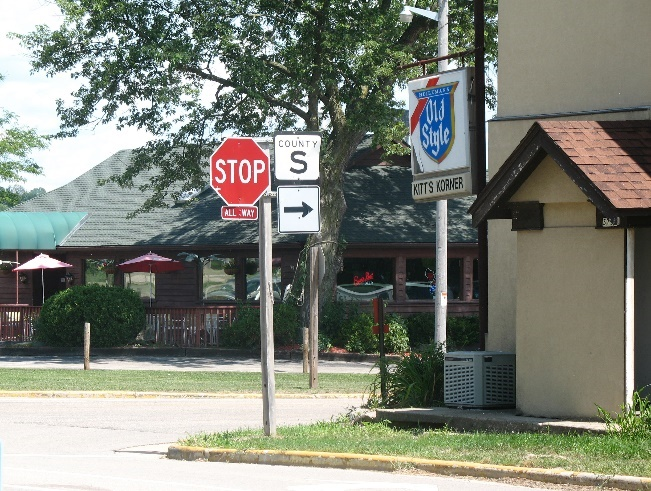 STOP
ALL WAY
COUNTY
S
HEILEMAN'S
Old
Style
KITT'S KORNER